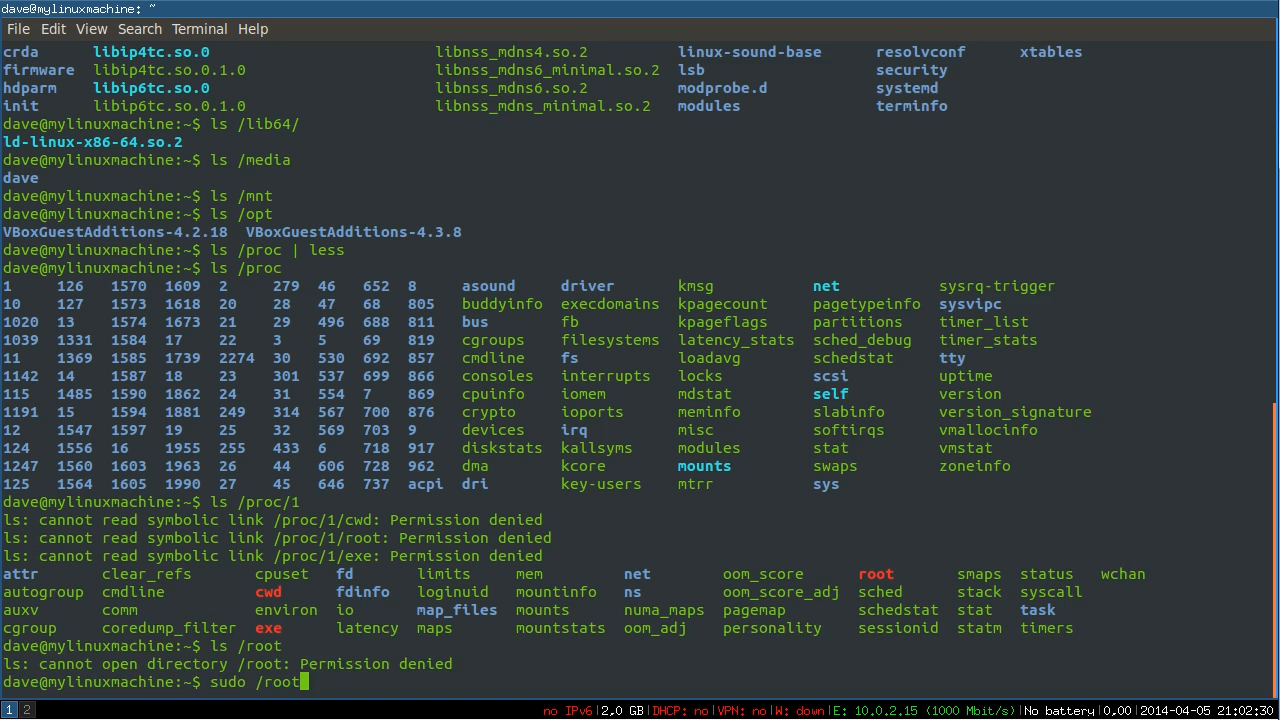 dave@mylinuxmachine: ~
File Edit View Search Terminal Help
crda libip4tc.so.0 libnss_mdns4.so.2 linux-sound-base resolvconf xtables
firmware libip4tc.so.0.1.0 libnss_mdns6_minimal.so.2 lsb security
hdparm libip6tc.so.0 libnss_mdns6.so.2 modprobe.d systemd
init libip6tc.so.0.1.0 libnss_mdns_minimal.so.2 modules terminfo
dave@mylinuxmachine:~$ ls /lib64/
ld-linux-x86-64.so.2
dave@mylinuxmachine:~$ ls /media
dave
dave@mylinuxmachine:~$ ls /mnt
dave@mylinuxmachine:~$ ls /opt
VBoxGuestAdditions-4.2.18 VBoxGuestAdditions-4.3.8
dave@mylinuxmachine:~$ ls /proc | less
dave@mylinuxmachine:~$ ls /proc
1 126 1570 1609 2 279 46 652 8 asound driver kmsg net sysrq-trigger
10 127 1573 1618 20 28 47 68 805 buddyinfo execdomains kpagecount pagetypeinfo sysvipc
1020 13 1574 1673 21 29 496 688 811 bus fb kpageflags partitions timer_list
1039 1331 1584 17 22 3 5 69 819 cgroups filesystems latency_stats sched_debug timer_stats
11 1369 1585 1739 2274 30 530 692 857 cmdline fs loadavg schedstat tty
1142 14 1587 18 23 301 537 699 866 consoles interrupts locks scsi uptime
115 1485 1590 1862 24 31 554 7 869 cpuinfo iomem mdstat self version
1191 15 1594 1881 249 314 567 700 876 crypto ioports meminfo slabinfo version_signature
12 1547 1597 19 25 32 569 703 9 devices irq misc softirqs vmallocinfo
124 1556 16 1955 255 433 6 718 917 diskstats kallsyms modules stat vmstat
1247 1560 1603 1963 26 44 606 728 962 dma kcore mounts swaps zoneinfo
125 1564 1605 1990 27 45 646 737 acpi dri key-users mtrr sys
dave@mylinuxmachine:~$ ls /proc/1
ls: cannot read symbolic link /proc/1/cwd: Permission denied
ls: cannot read symbolic link /proc/1/root: Permission denied
ls: cannot read symbolic link /proc/1/exe: Permission denied
attr clear_refs cpuset fd limits mem net oom_score root smaps status wchan
autogroup cmdline cwd fdinfo loginuid mountinfo ns oom_score_adj sched stack syscall
auxv comm environ io map_files mounts numa_maps pagemap schedstat stat task
cgroup coredump_filter exe latency maps mountstats oom_adj personality sessionid statm timers
dave@mylinuxmachine:~$ ls /root
ls: cannot open directory /root: Permission denied
dave@mylinuxmachine:~$ sudo /root
1 2 no IPv6|2,0 GB|DHCP: no|VPN: no|W: down|E: 10.0.2.15 (1000 Mbit/s)|No battery|0,00|2014-04-05 21:02:30